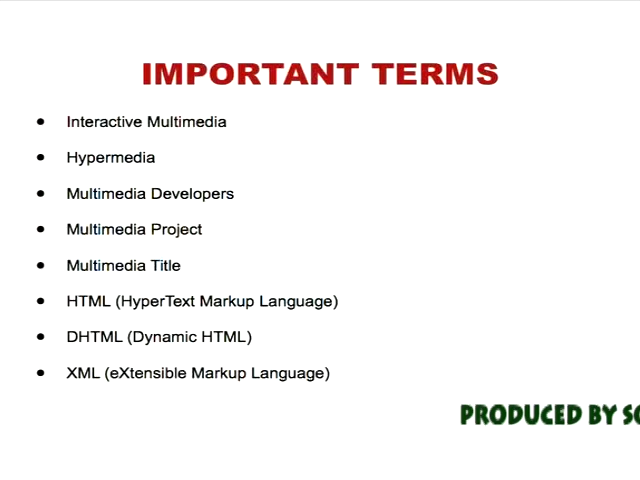 IMPORTANT TERMS
• Interactive Multimedia
• Hypermedia
• Multimedia Developers
• Multimedia Project
• Multimedia Title
• HTML (HyperText Markup Language)
• DHTML (Dynamic HTML)
• XML (eXtensible Markup Language)
PRODUCED BY